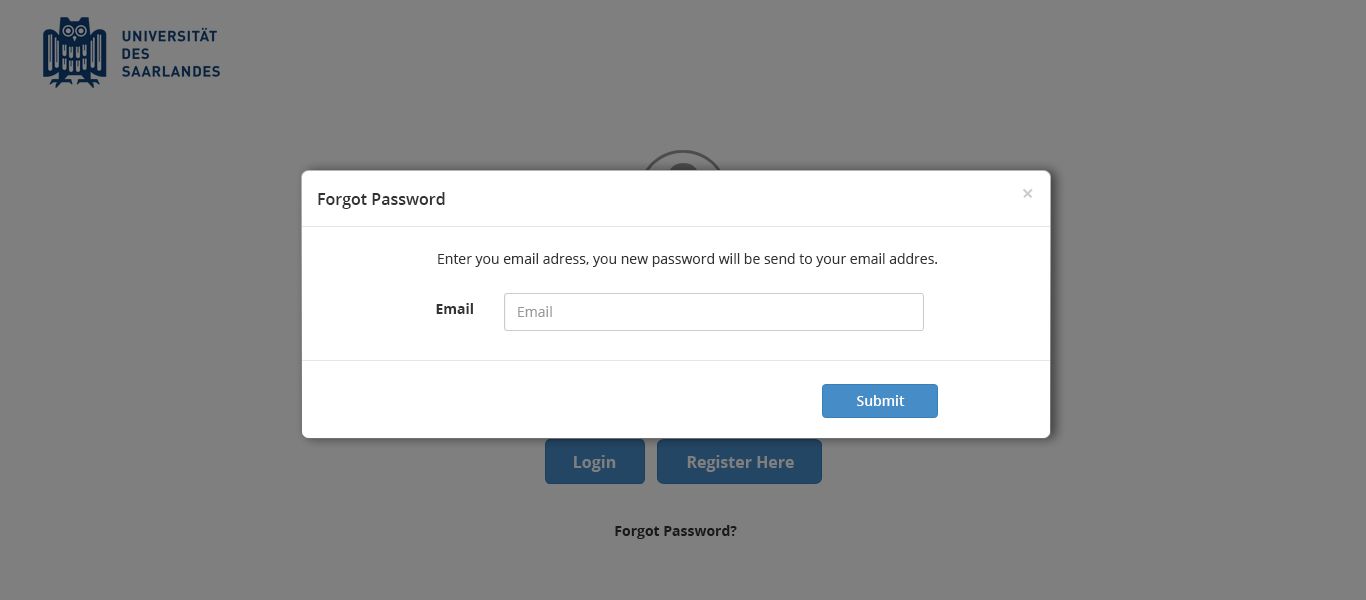 UNIVERSITÄT
DES
SAARLANDES
Forgot Password
×
Enter you email adress, you new password will be send to your email addres.
Email
Email
Submit
Login
Register Here
Forgot Password?